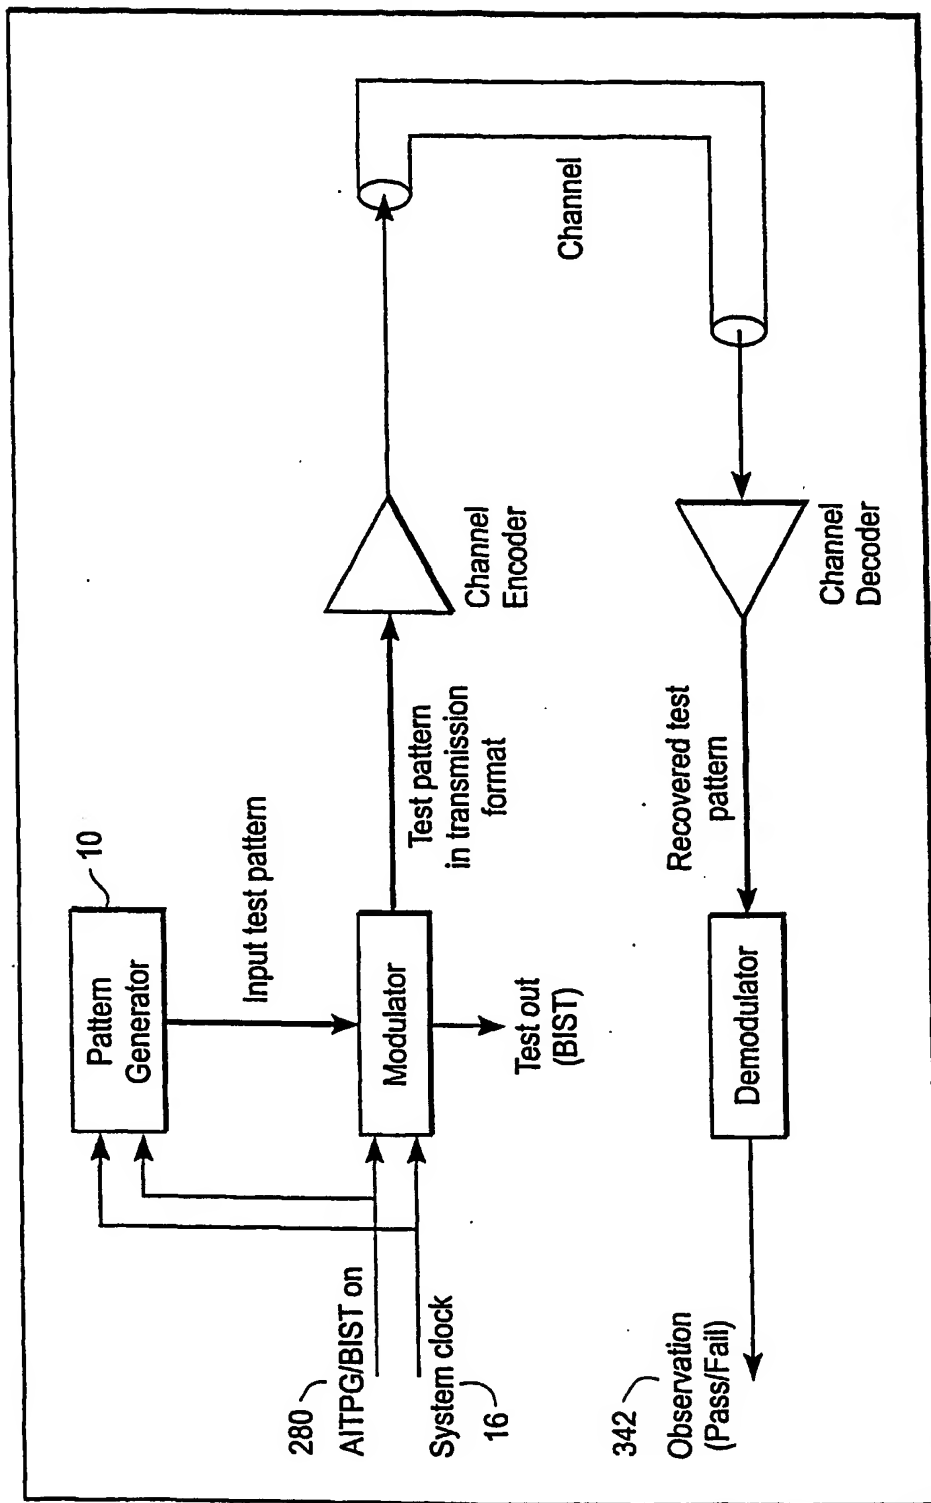 Pattern
Generator
10
Input test pattern
280
AITPG/BIST on
System clock
16
Modulator
Test pattern
in transmission
format
Channel
Encoder
Channel
Test out
(BIST)
342
Observation
(Pass/Fail)
Demodulator
Recovered test
pattern
Channel
Decoder